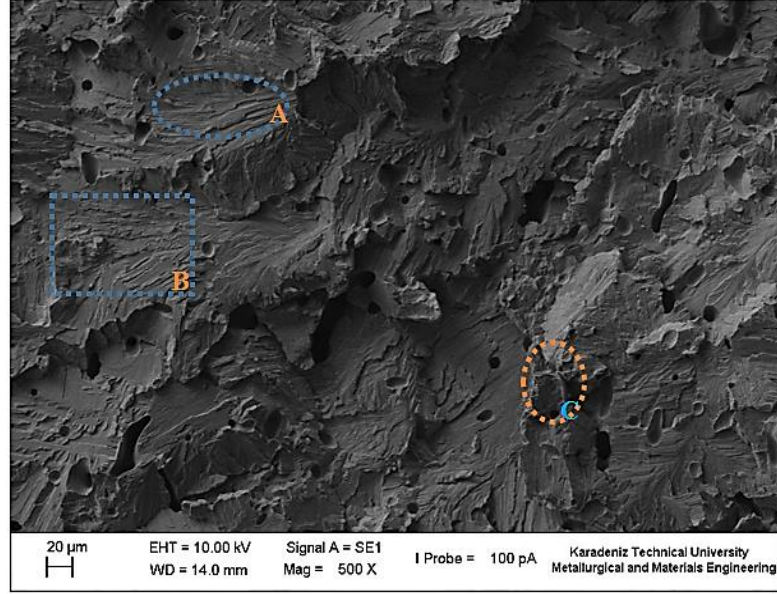 A
B
C
20 µm
EHT = 10.00 kV
Signal A = SE1
I Probe = 100 pA
Karadeniz Technical University
WD = 14.0 mm
Mag = 500 X
Metallurgical and Materials Engineering